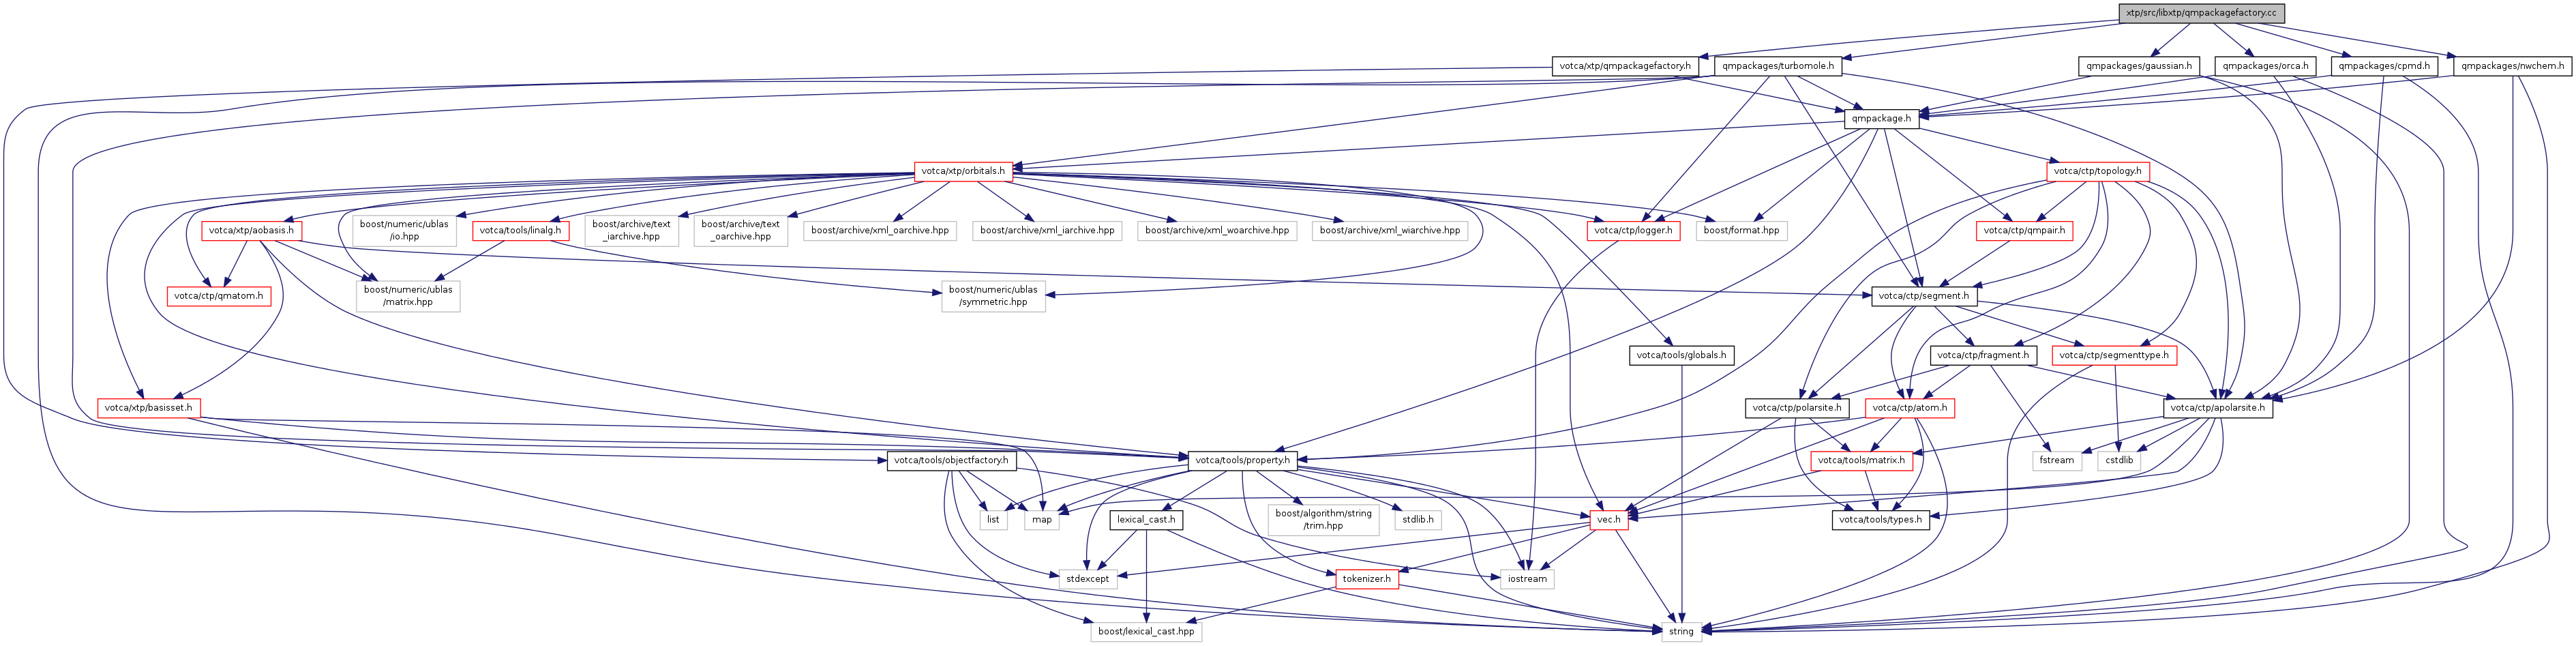 xtp/src/libxtp/qmpackagefactory.cc
votca/xtp/qmpackagefactory.h
qmpackages/turbomole.h
qmpackages/gaussian.h
qmpackages/orca.h
qmpackages/cpmd.h
qmpackages/nwchem.h
qmpackage.h
votca/xtp/orbitals.h
votca/ctp/topology.h
votca/xtp/aobasis.h
boost/numeric/ublas
/io.hpp
votca/tools/linalg.h
boost/archive/text
_iarchive.hpp
boost/archive/text
_oarchive.hpp
boost/archive/xml_oarchive.hpp
boost/archive/xml_iarchive.hpp
boost/archive/xml_woarchive.hpp
boost/archive/xml_wiarchive.hpp
votca/ctp/logger.h
boost/format.hpp
votca/ctp/qmpair.h
votca/ctp/qmatom.h
boost/numeric/ublas
/matrix.hpp
boost/numeric/ublas
/symmetric.hpp
votca/ctp/segment.h
votca/tools/globals.h
votca/ctp/fragment.h
votca/ctp/segmenttype.h
votca/xtp/basisset.h
votca/ctp/polarsite.h
votca/ctp/atom.h
votca/ctp/apolarsite.h
votca/tools/objectfactory.h
votca/tools/property.h
votca/tools/matrix.h
fstream
cstdlib
list
map
lexical_cast.h
boost/algorithm/string
/trim.hpp
stdlib.h
vec.h
votca/tools/types.h
stdexcept
tokenizer.h
iostream
boost/lexical_cast.hpp
string